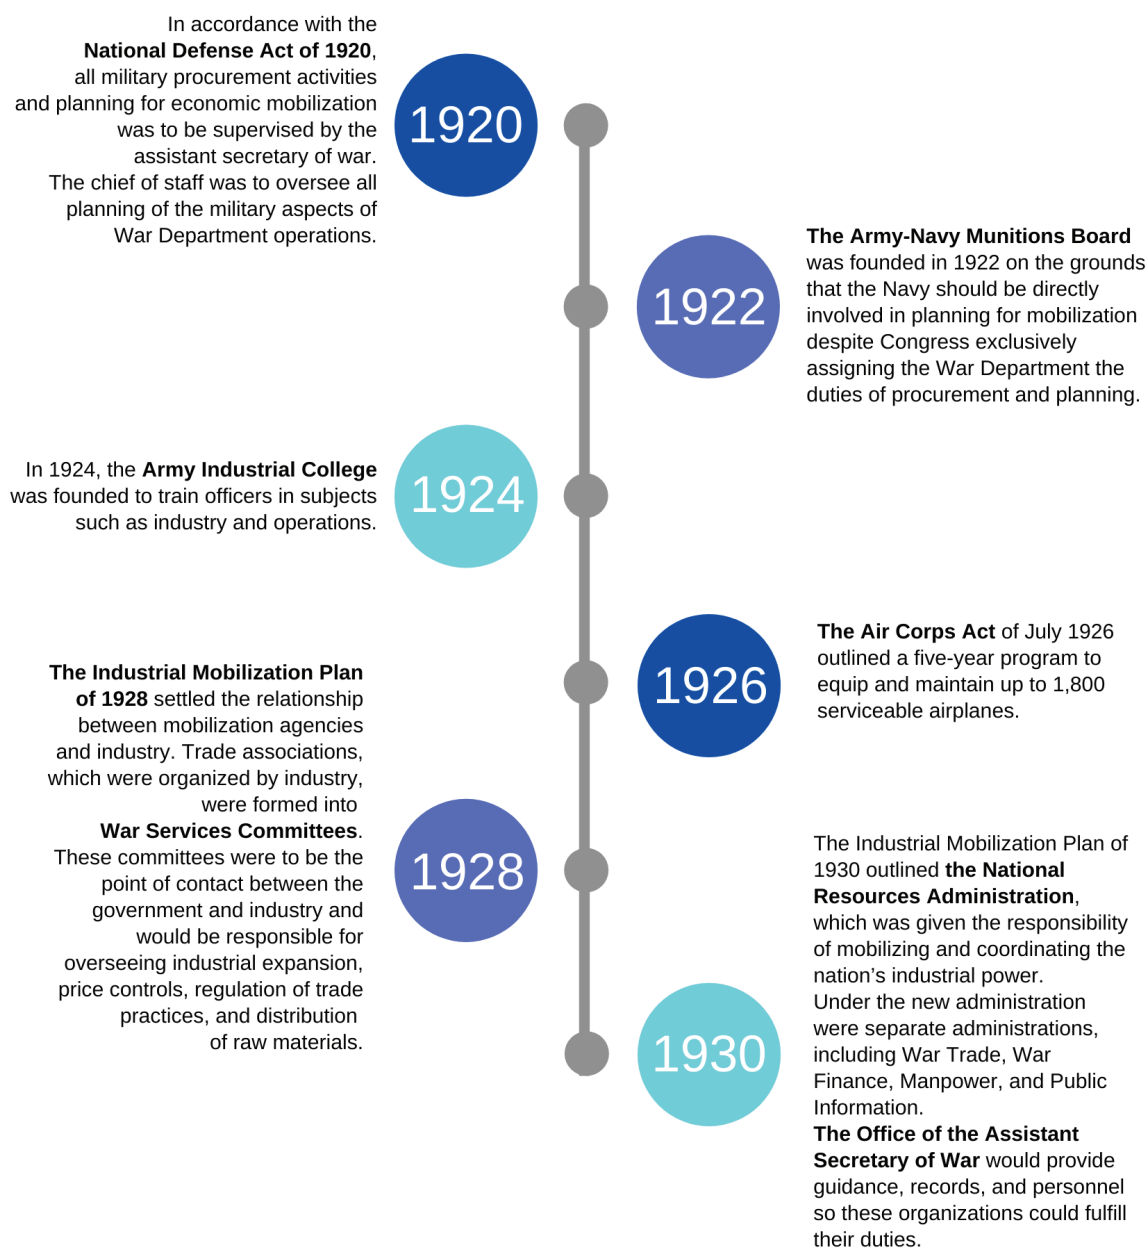 In accordance with the
National Defense Act of 1920,
all military procurement activities
and planning for economic mobilization
was to be supervised by the
assistant secretary of war.
The chief of staff was to oversee all
planning of the military aspects of
War Department operations.
1920
1922
The Army-Navy Munitions Board
was founded in 1922 on the grounds
that the Navy should be directly
involved in planning for mobilization
despite Congress exclusively
assigning the War Department the
duties of procurement and planning.
In 1924, the Army Industrial College
was founded to train officers in subjects
such as industry and operations.
1924
1926
The Air Corps Act of July 1926
outlined a five-year program to
equip and maintain up to 1,800
serviceable airplanes.
The Industrial Mobilization Plan
of 1928 settled the relationship
between mobilization agencies
and industry. Trade associations,
which were organized by industry,
were formed into
War Services Committees.
These committees were to be the
point of contact between the
government and industry and
would be responsible for
overseeing industrial expansion,
price controls, regulation of trade
practices, and distribution
of raw materials.
1928
1930
The Industrial Mobilization Plan of
1930 outlined the National
Resources Administration,
which was given the responsibility
of mobilizing and coordinating the
nation's industrial power.
Under the new administration
were separate administrations,
including War Trade, War
Finance, Manpower, and Public
Information.
The Office of the Assistant
Secretary of War would provide
guidance, records, and personnel
so these organizations could fulfill
their duties.